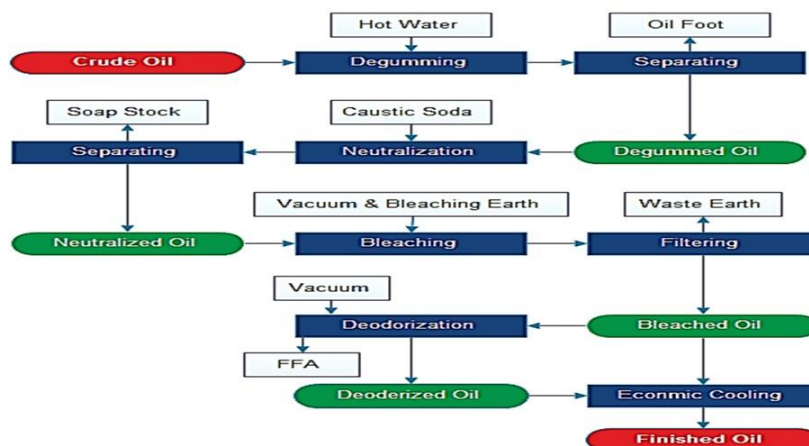 Hot Water
Oil Foot
Crude Oil
Degumming
Separating
Soap Stock
Caustic Soda
Separating
Neutralization
Degummed Oil
Vacuum & Bleaching Earth
Waste Earth
Neutralized Oil
Bleaching
Filtering
Vacuum
Deodorization
Bleached Oil
FFA
Deoderized Oil
Econmic Cooling
Finished Oil